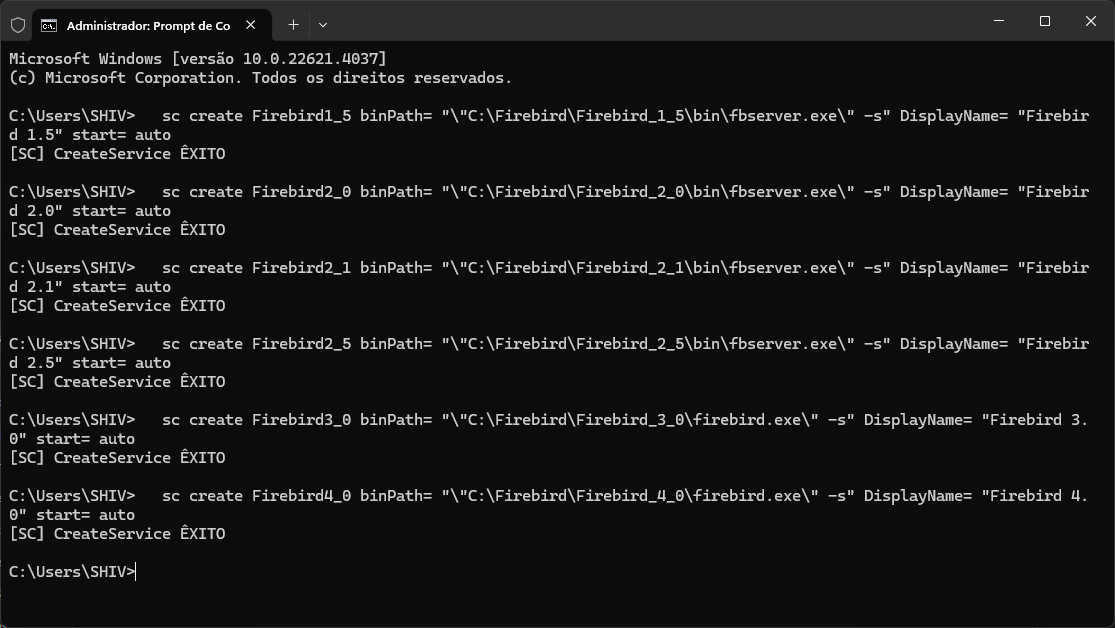 Administrador: Prompt de Co
Microsoft Windows [versão 10.0.22621.4037]
(c) Microsoft Corporation. Todos os direitos reservados.
C:\Users\SHIV>   sc create Firebird1_5 binPath= "\"C:\Firebird\Firebird_1_5\bin\fbserver.exe\" -s" DisplayName= "Firebir
d 1.5" start= auto
[SC] CreateService ÊXITO
C:\Users\SHIV>   sc create Firebird2_0 binPath= "\"C:\Firebird\Firebird_2_0\bin\fbserver.exe\" -s" DisplayName= "Firebir
d 2.0" start= auto
[SC] CreateService ÊXITO
C:\Users\SHIV>   sc create Firebird2_1 binPath= "\"C:\Firebird\Firebird_2_1\bin\fbserver.exe\" -s" DisplayName= "Firebir
d 2.1" start= auto
[SC] CreateService ÊXITO
C:\Users\SHIV>   sc create Firebird2_5 binPath= "\"C:\Firebird\Firebird_2_5\bin\fbserver.exe\" -s" DisplayName= "Firebir
d 2.5" start= auto
[SC] CreateService ÊXITO
C:\Users\SHIV>   sc create Firebird3_0 binPath= "\"C:\Firebird\Firebird_3_0\firebird.exe\" -s" DisplayName= "Firebird 3.
0" start= auto
[SC] CreateService ÊXITO
C:\Users\SHIV>   sc create Firebird4_0 binPath= "\"C:\Firebird\Firebird_4_0\firebird.exe\" -s" DisplayName= "Firebird 4.
0" start= auto
[SC] CreateService ÊXITO
C:\Users\SHIV>